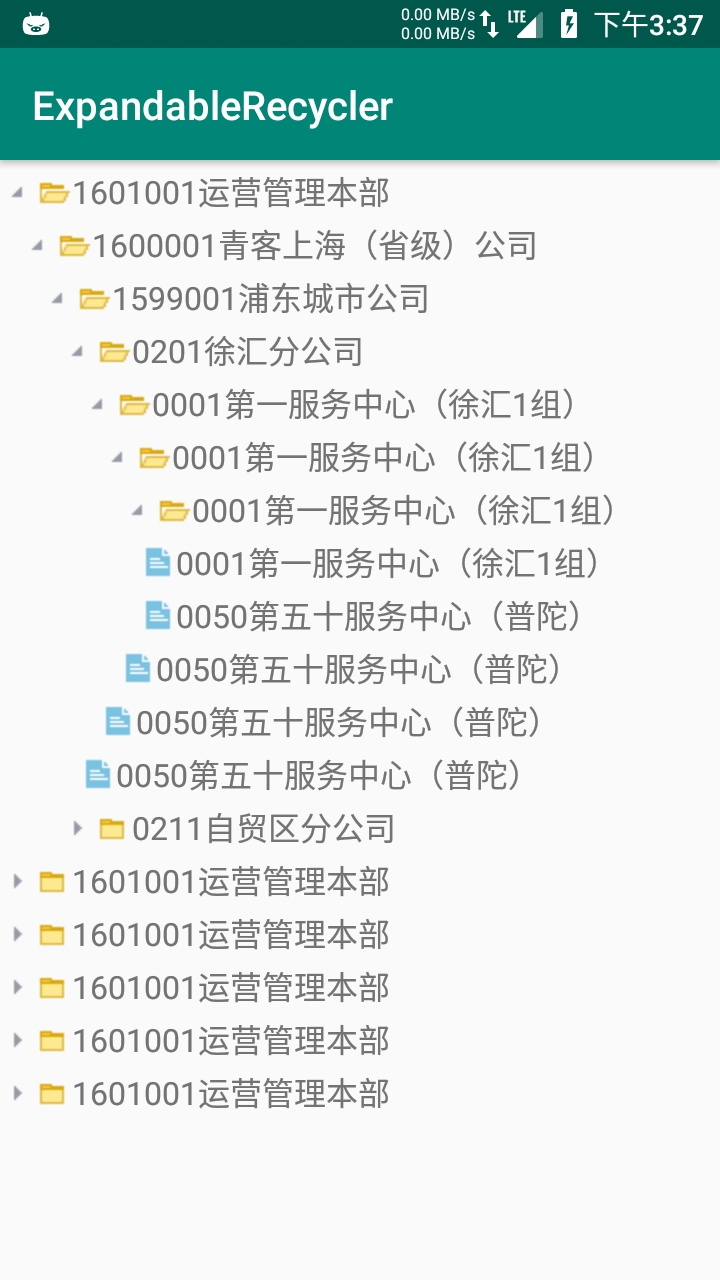 0.00 MB/s
0.00 MB/s
LTE
下午3:37
ExpandableRecycler
1601001运营管理本部
1600001青客上海（省级）公司
1599001浦东城市公司
0201徐汇分公司
0001第一服务中心（徐汇1组）
0001第一服务中心（徐汇1组）
0001第一服务中心（徐汇1组）
0001第一服务中心（徐汇1组）
0050第五十服务中心（普陀）
0050第五十服务中心（普陀）
0050第五十服务中心（普陀）
0050第五十服务中心（普陀）
0211自贸区分公司
1601001运营管理本部
1601001运营管理本部
1601001运营管理本部
1601001运营管理本部
1601001运营管理本部